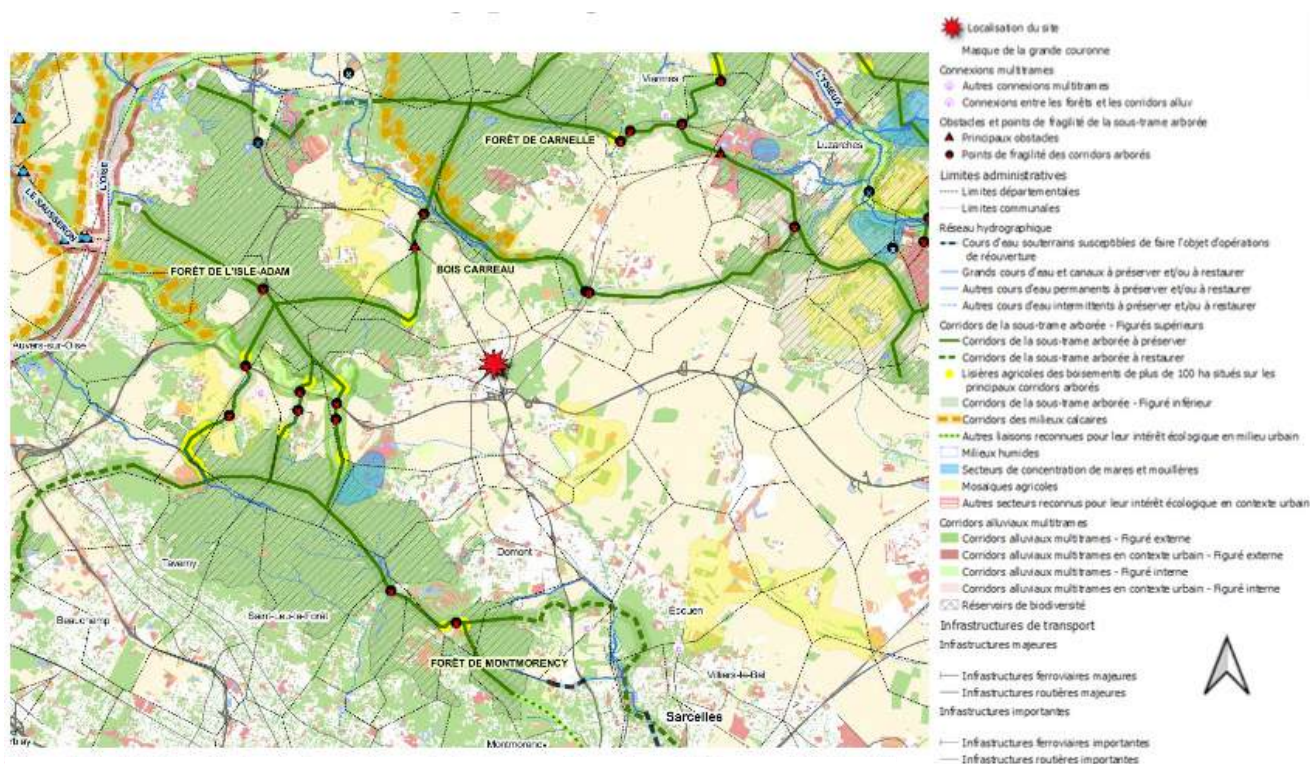 Localisation du site
Masque de la grande couronne
Connexions multitrames
Autres connexions multitrames
Connexions entre les forêts et les corridors alluv
Obstacles et points de fragilité de la sous-trame arborée
Principaux obstacles
Points de fragilité des corridors arborés
Limites administratives
Limites départementales
Limites communales
Réseau hydrographique
Cours d'eau souterrains susceptibles de faire l'objet d'opérations
de réouverture
Grands cours d'eau et canaux à préserver et/ou à restaurer
Autres cours d'eau permanents à préserver et/ou à restaurer
Autres cours d'eau intermittents à préserver et/ou à restaurer
Corridors de la sous-trame arborée - Figurés supérieurs
Corridors de la sous-trame arborée à préserver
Corridors de la sous-trame arborée à restaurer
Lisières agricoles des boisements de plus de 100 ha situés sur les
principaux corridors arborés
Corridors de la sous-trame arborée - Figuré inférieur
Corridors des milieux calcaires
Autres liaisons reconnues pour leur intérêt écologique en milieu urbain
Milieux humides
Secteurs de concentration de mares et mouillères
Mosaïques agricoles
Autres secteurs reconnus pour leur intérêt écologique en contexte urbain
Corridors alluviaux multitrames
Corridors alluviaux multitrames - Figuré externe
Corridors alluviaux multitrames en contexte urbain - Figuré externe
Corridors alluviaux multitrames - Figuré interne
Corridors alluviaux multitrames en contexte urbain - Figuré interne
Réservoirs de biodiversité
Infrastructures de transport
Infrastructures majeures
Infrastructures ferroviaires majeures
Infrastructures routières majeures
Infrastructures importantes
Infrastructures ferroviaires importantes
Infrastructures routières importantes
Viarmes
L'YSIEUX
FORÊT DE CARNELLE
Luzarches
LE SAUSSERON
FORÊT DE L'ISLE-ADAM
BOIS CARREAU
Auvers-sur-Oise
Domont
Taverny
Beauchamp
Saint-Leu-la-Forêt
Ecouen
FORÊT DE MONTMORENCY
Villiers-le-Bel
Sarcelles
Montmorency